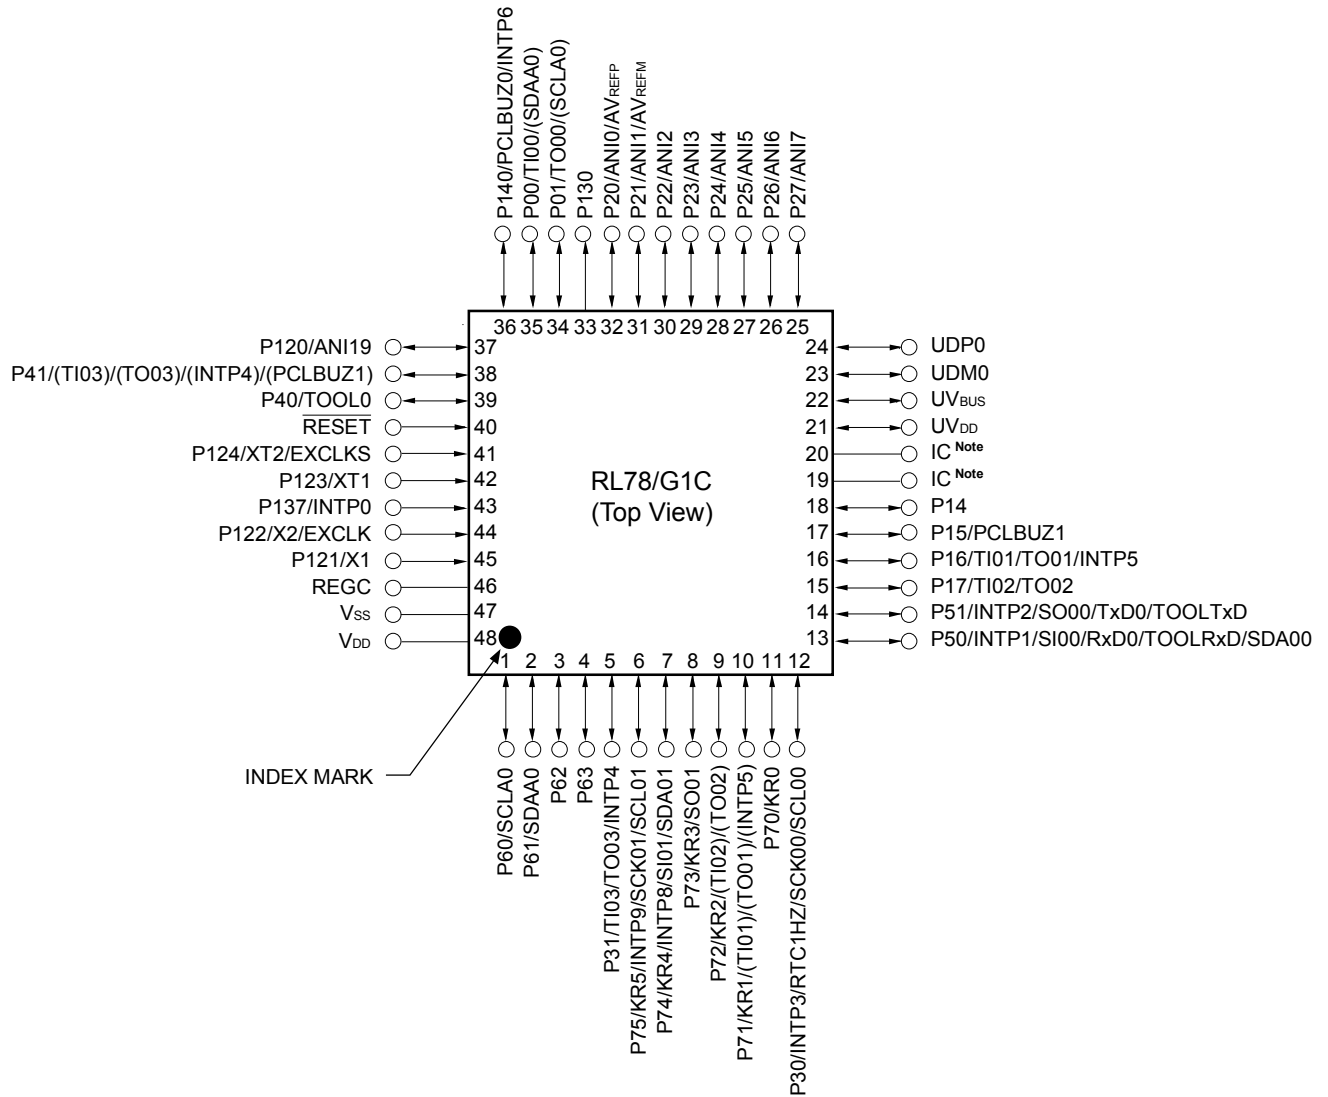 P140/PCLBUZ0/INTP6
P00/TI00/(SDAA0)
P01/TO00/(SCLA0)
P130
P20/ANI0/AVREFP
P21/ANI1/AVREFM
P22/ANI2
P23/ANI3
P24/ANI4
P25/ANI5
P26/ANI6
P27/ANI7
36 35 34 33 32 31 30 29 28 27 26 25
P120/ANI19 37
P41/(TI03)/(TO03)/(INTP4)/(PCLBUZ1) 38
P40/TOOL0 39
RESET 40
P124/XT2/EXCLKS 41
P123/XT1 42
P137/INTP0 43
P122/X2/EXCLK 44
P121/X1 45
REGC 46
VSS 47
VDD 48
RL78/G1C
(Top View)
24 UDP0
23 UDM0
22 UVBUS
21 UVDD
20 IC Note
19 IC Note
18 P14
17 P15/PCLBUZ1
16 P16/TI01/TO01/INTP5
15 P17/TI02/TO02
14 P51/INTP2/SO00/TxD0/TOOLTxD
13 P50/INTP1/SI00/RxD0/TOOLRxD/SDA00
1 2 3 4 5 6 7 8 9 10 11 12
INDEX MARK
P60/SCLA0
P61/SDAA0
P62
P63
P31/TI03/TO03/INTP4
P75/KR5/INTP9/SCK01/SCL01
P74/KR4/INTP8/SI01/SDA01
P73/KR3/SO01
P72/KR2/(TI02)/(TO02)
P71/KR1/(TI01)/(TO01)/(INTP5)
P70/KR0
P30/INTP3/RTC1HZ/SCK00/SCL00